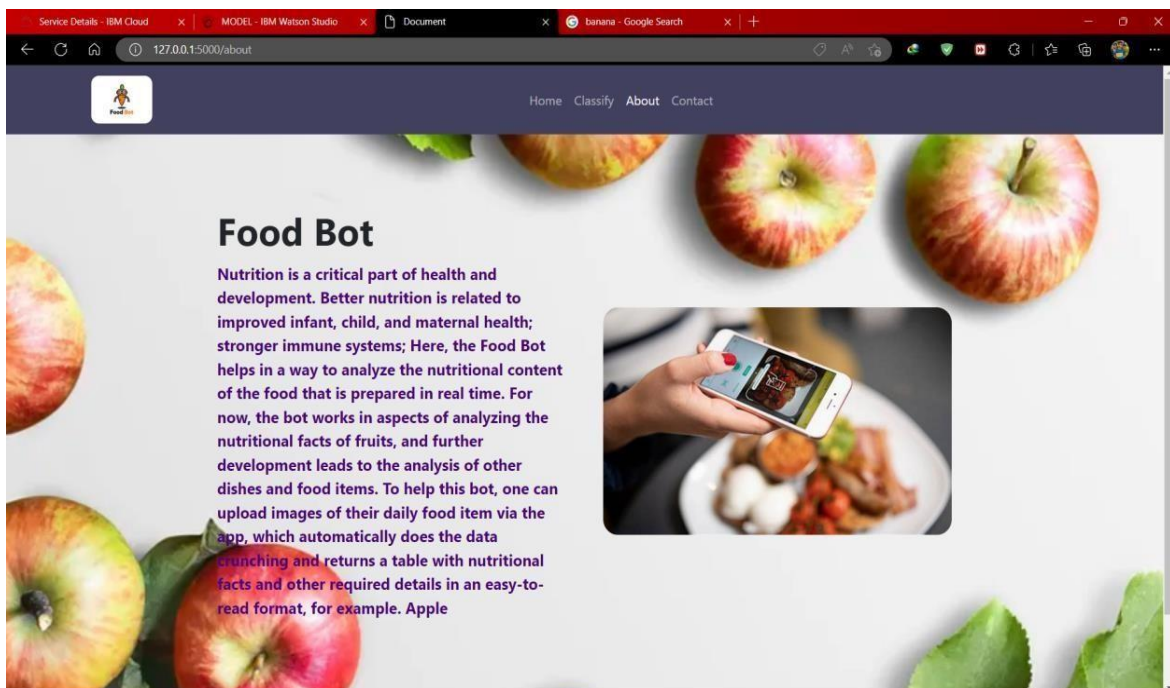 Service Details - IBM Cloud
MODEL - IBM Watson Studio
Document
banana - Google Search
127.0.0.1:5000/about
Food Bot
Home Classify About Contact
Food Bot
Nutrition is a critical part of health and
development. Better nutrition is related to
improved infant, child, and maternal health;
stronger immune systems; Here, the Food Bot
helps in a way to analyze the nutritional content
of the food that is prepared in real time. For
now, the bot works in aspects of analyzing the
nutritional facts of fruits, and further
development leads to the analysis of other
dishes and food items. To help this bot, one can
upload images of their daily food item via the
app, which automatically does the data
crunching and returns a table with nutritional
facts and other required details in an easy-to-
read format, for example. Apple